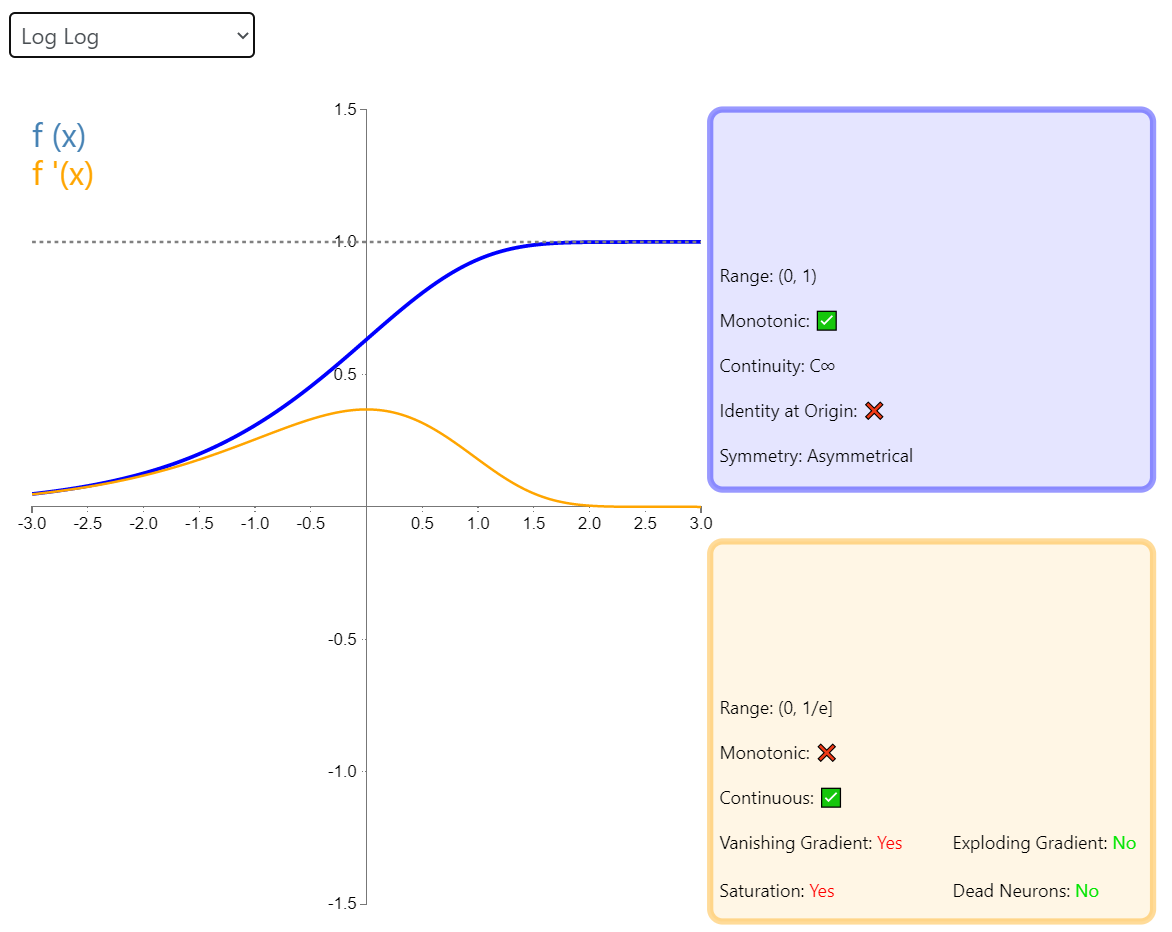 Log Log
f (x)
f '(x)
1.5
1.0
0.5
-3.0 -2.5 -2.0 -1.5 -1.0 -0.5 0.5 1.0 1.5 2.0 2.5 3.0
-0.5
-1.0
-1.5
Range: (0, 1)
Monotonic: ✅
Continuity: C∞
Identity at Origin: ❌
Symmetry: Asymmetrical
Range: (0, 1/e]
Monotonic: ❌
Continuous: ✅
Vanishing Gradient: Yes Exploding Gradient: No
Saturation: Yes Dead Neurons: No